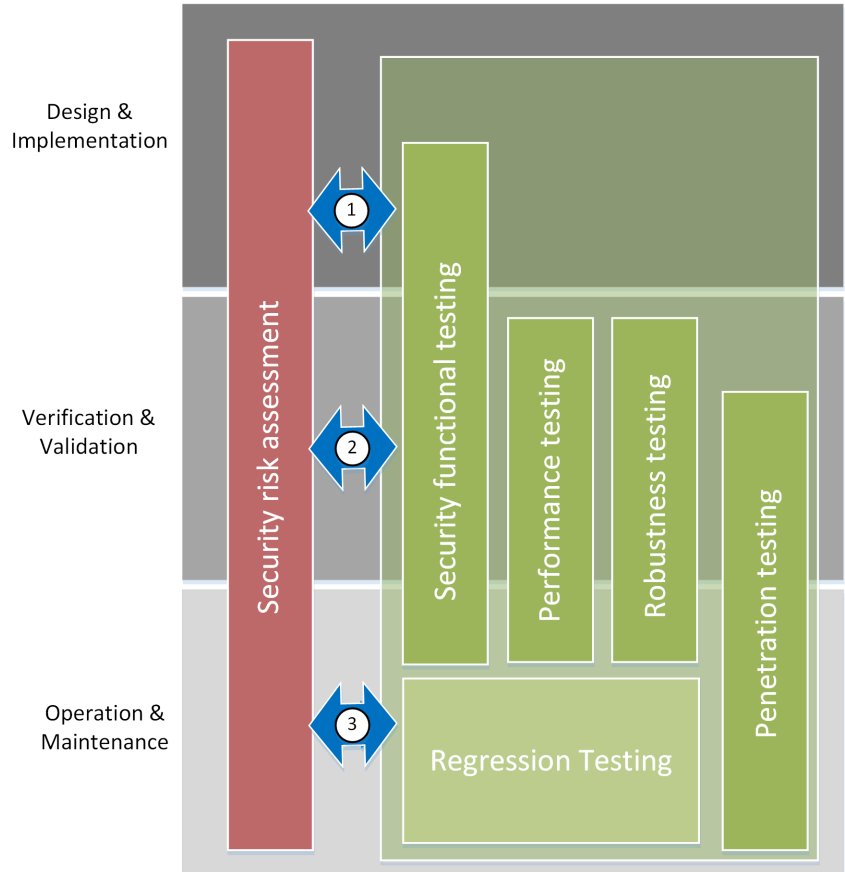 Design &
Implementation
Verification &
Validation
Operation &
Maintenance
Security risk assessment
1
2
3
Security functional testing
Performance testing
Robustness testing
Penetration testing
Regression Testing